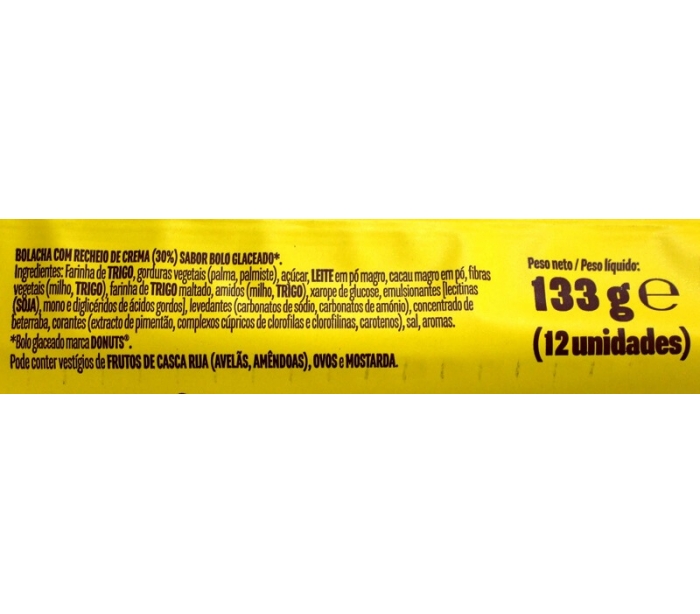 BOLACHA COM RECHEIO DE CREMA (30%) SABOR BOLO GLACEADO*.
Ingredientes: Farinha de TRIGO, gorduras vegetais (palma, palmiste), açúcar, LEITE em pó magro, cacau magro em pó, fibras
vegetais (milho, TRIGO), farinha de TRIGO maltado, amidos (milho, TRIGO), xarope de glucose, emulsionantes [lecitinas
(SOJA), mono e diglicéridos de ácidos gordos], levedantes (carbonatos de sódio, carbonatos de amónio), concentrado de
beterraba, corantes (extracto de pimentão, complexos cúpricos de clorofilas e clorofilinas, carotenos), sal, aromas.
*Bolo glaceado marca DONUTS®.
Pode conter vestígios de FRUTOS DE CASCA RIJA (AVELÃS, AMÊNDOAS), OVOS e MOSTARDA.
Peso neto / Peso líquido:
133 g ℮
(12 unidades)